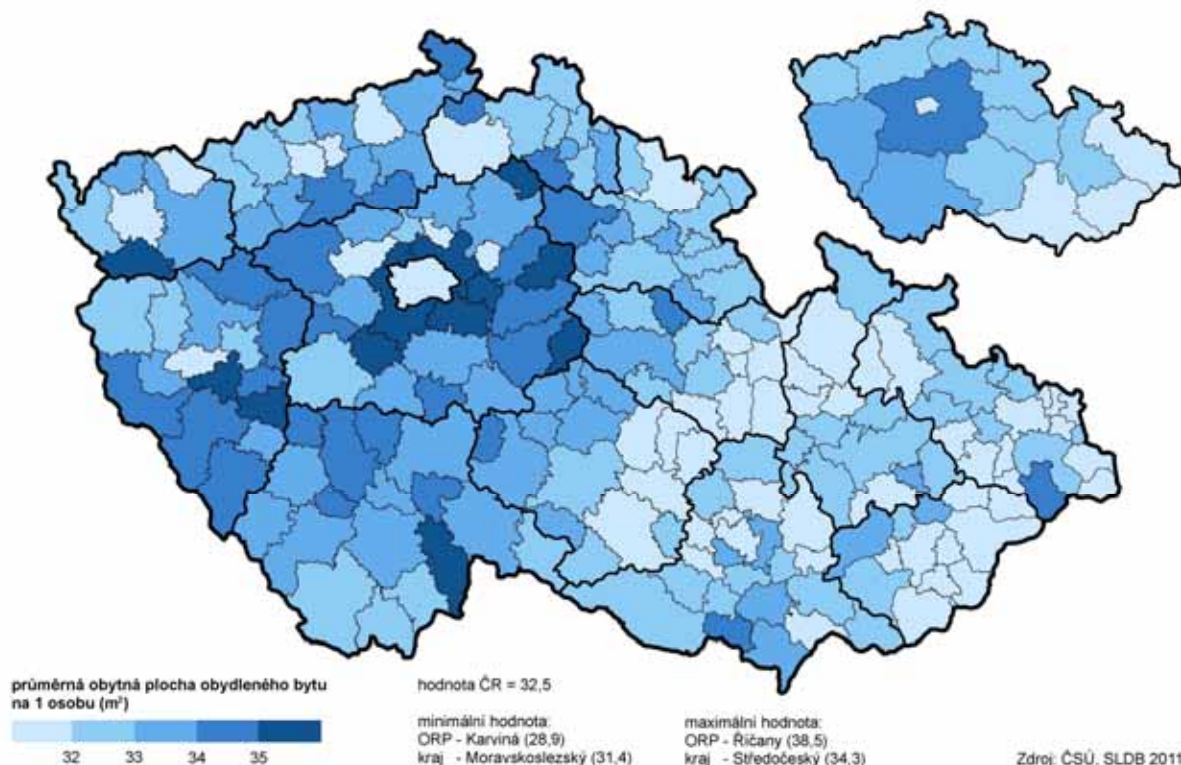 průměrná obytná plocha obydleného bytu
na 1 osobu (m²)
32 33 34 35
hodnota ČR = 32,5
minimální hodnota:
ORP - Karviná (28,9)
kraj - Moravskoslezský (31,4)
maximální hodnota:
ORP - Říčany (38,5)
kraj - Středočeský (34,3)
Zdroj: ČSÚ, SLDB 2011